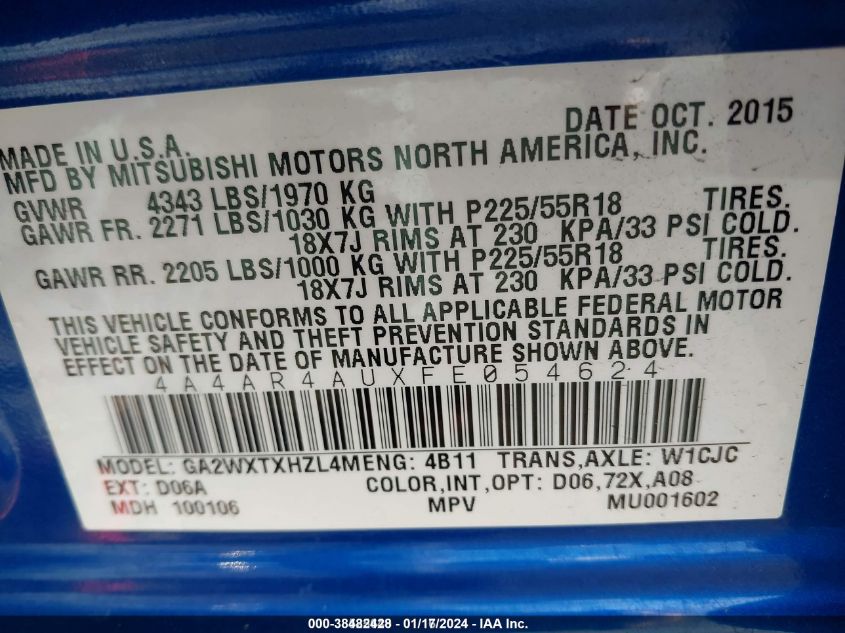 DATE OCT. 2015
MADE IN U.S.A.
MFD BY MITSUBISHI MOTORS NORTH AMERICA, INC.
GVWR 4343 LBS/1970 KG
GAWR FR. 2271 LBS/1030 KG WITH P225/55R18 TIRES.
18X7J RIMS AT 230 KPA/33 PSI COLD.
GAWR RR. 2205 LBS/1000 KG WITH P225/55R18 TIRES.
18X7J RIMS AT 230 KPA/33 PSI COLD.
THIS VEHICLE CONFORMS TO ALL APPLICABLE FEDERAL MOTOR
VEHICLE SAFETY AND THEFT PREVENTION STANDARDS IN
EFFECT ON THE DATE OF MANUFACTURE SHOWN ABOVE.
4A4AR4AUXFE054624
MODEL: GA2WXTXHZL4MENG: 4B11 TRANS,AXLE: W1CJC
EXT: D06A COLOR,INT,OPT: D06,72X,A08
MDH 100106 MPV MU001602
01/17/2024 - IAA Inc.